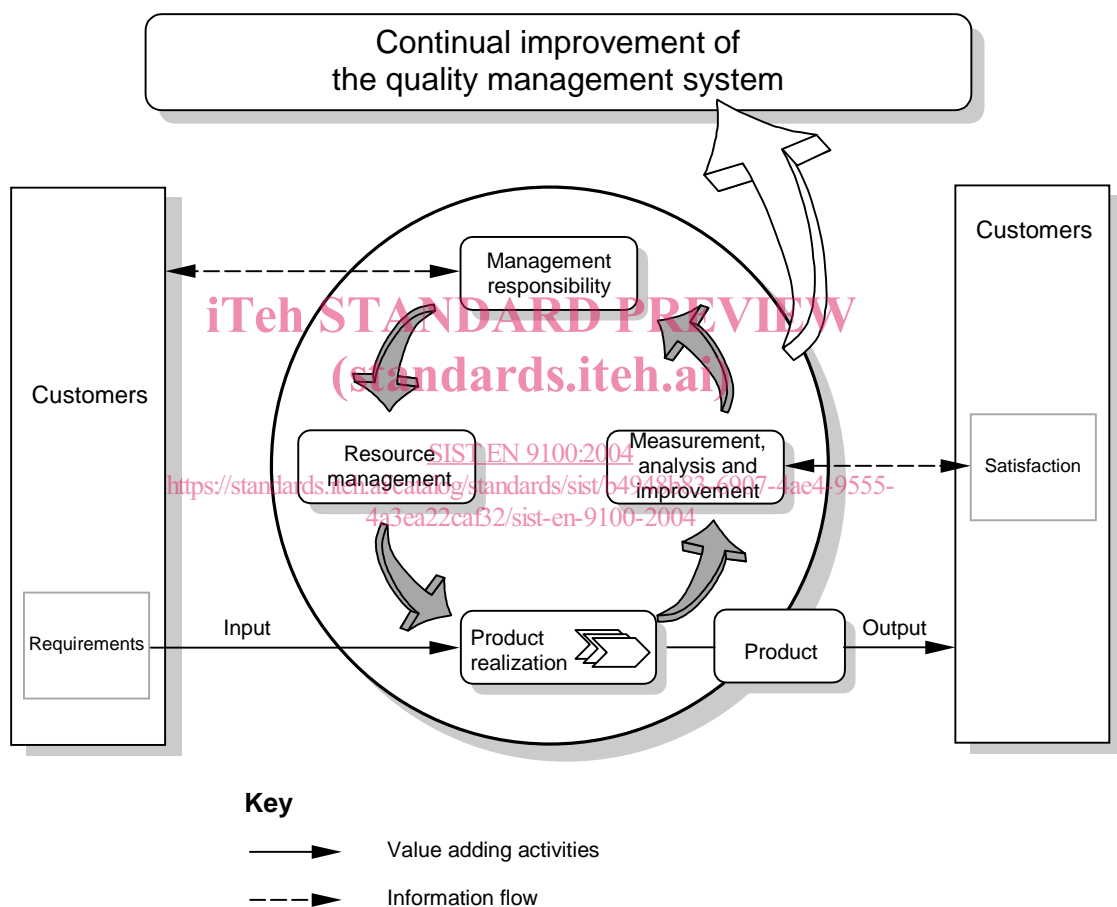 Continual improvement of
the quality management system
Customers
Requirements
Input
Management
responsibility
Resource
management
Measurement,
analysis and
improvement
Product
realization
Product
Output
Customers
Satisfaction
iTeh STANDARD PREVIEW
(standards.iteh.ai)
SIST EN 9100:2004
https://standards.iteh.ai/catalog/standards/sist/b4948b83-6907-4ae4-9555-
4a3ea22caf32/sist-en-9100-2004
Key
Value adding activities
Information flow